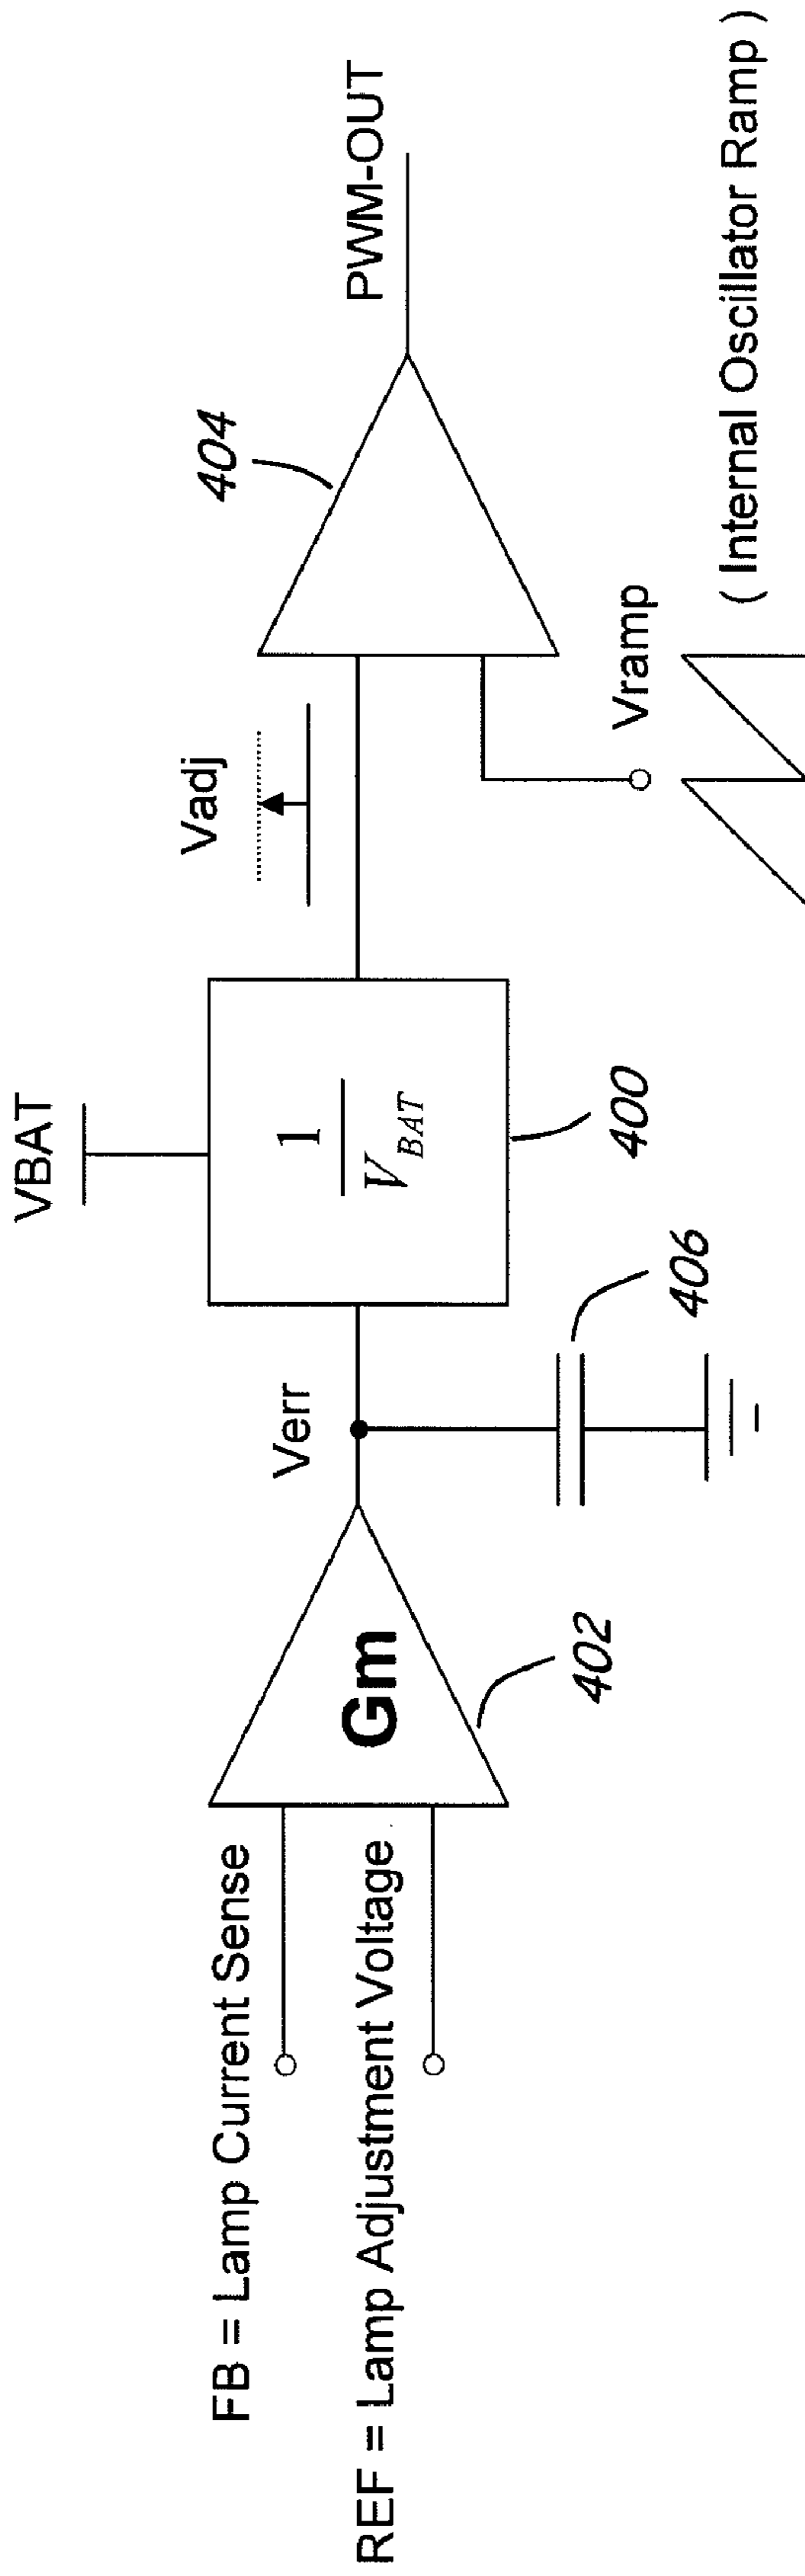 FB = Lamp Current Sense
REF = Lamp Adjustment Voltage
Gm
402
Verr
406
VBAT
1
V BAT
400
Vadj
404
Vramp
( Internal Oscillator Ramp )
PWM-OUT